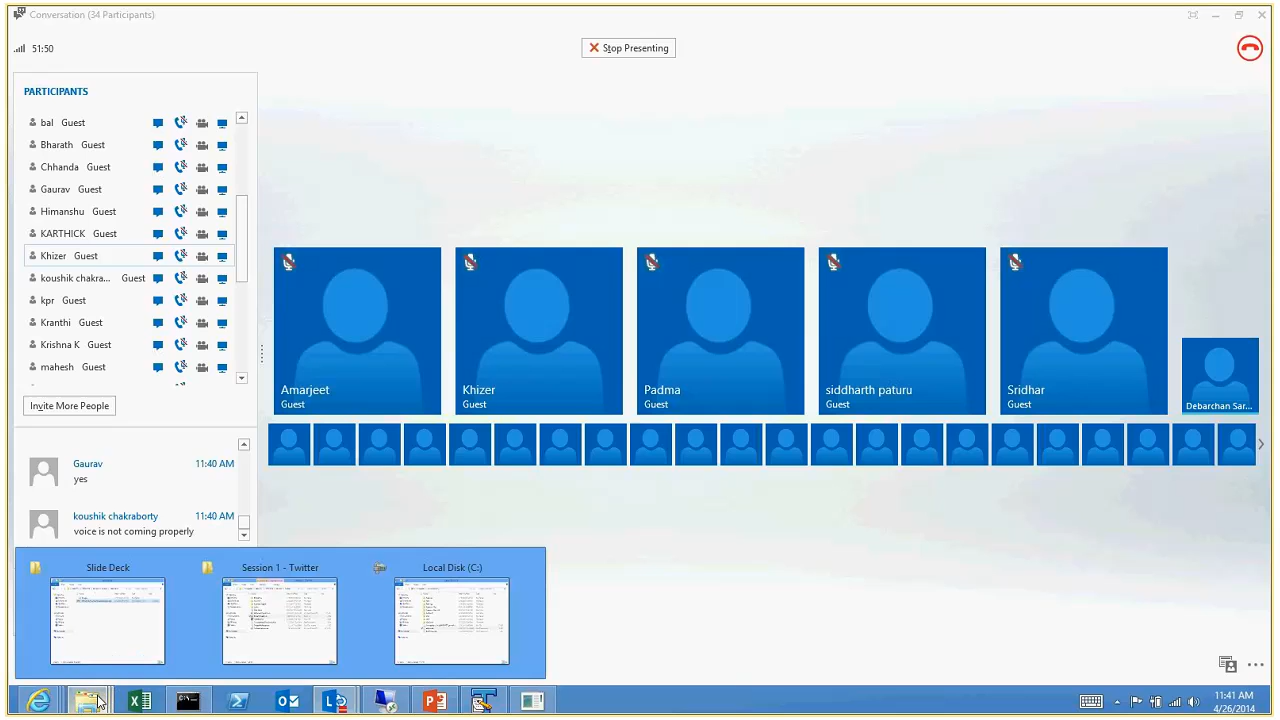 Conversation (34 Participants)
51:50
Stop Presenting
PARTICIPANTS
bal Guest
Bharath Guest
Chhanda Guest
Gaurav Guest
Himanshu Guest
KARTHICK Guest
Khizer Guest
koushik chakra... Guest
kpr Guest
Kranthi Guest
Krishna K Guest
mahesh Guest
Invite More People
Amarjeet
Guest
Khizer
Guest
Padma
Guest
siddharth paturu
Guest
Sridhar
Guest
Debarchan Sar...
Gaurav 11:40 AM
yes
koushik chakraborty 11:40 AM
voice is not coming properly
Slide Deck
Session 1 - Twitter
Local Disk (C:)
11:41 AM
4/26/2014